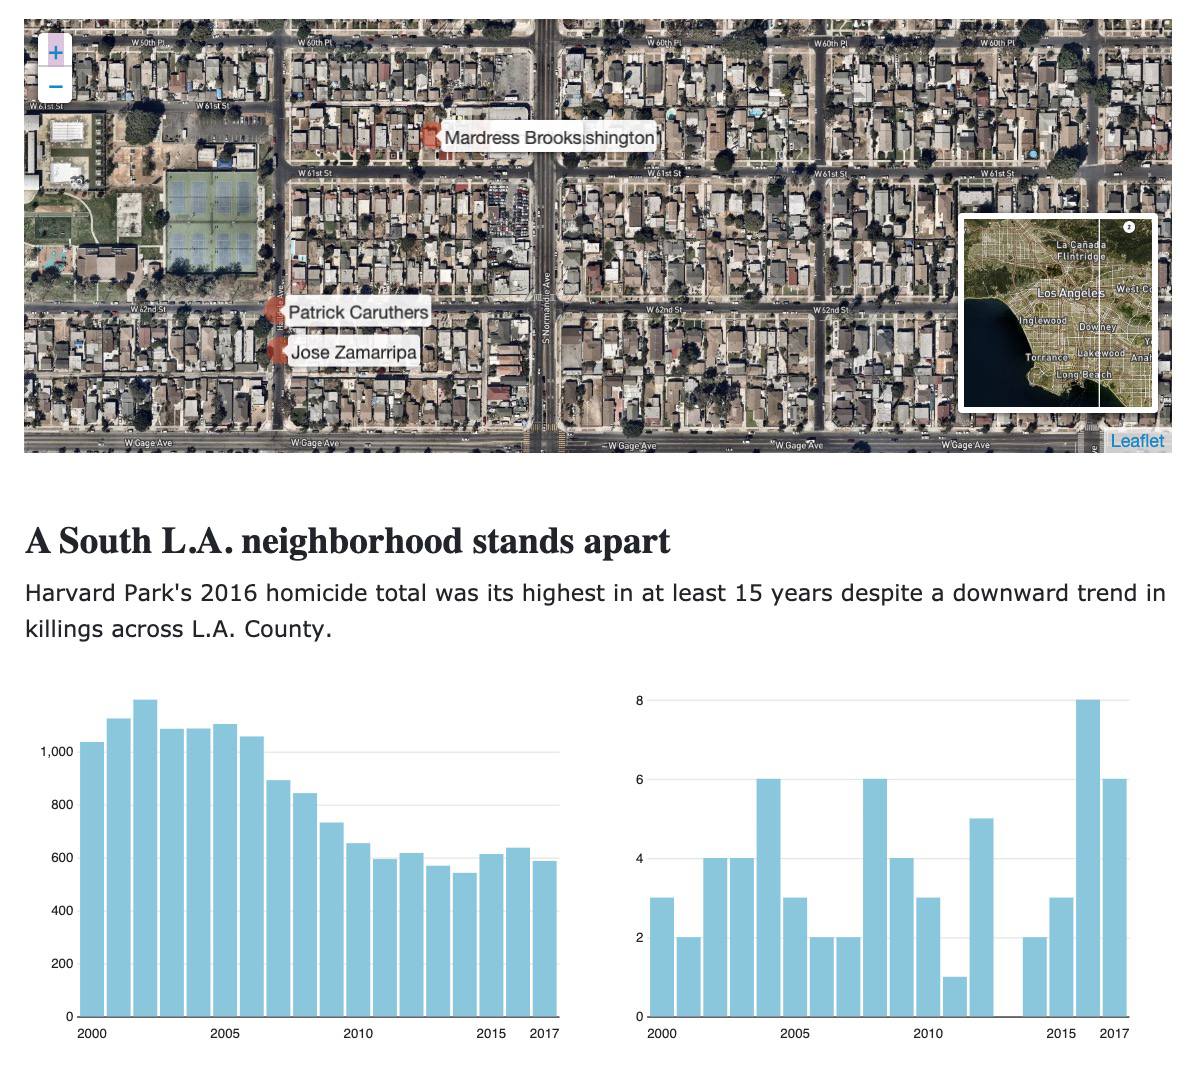 W 60th Pl
W 60th Pl
W 60th Pl
W 60th Pl
W 60th Pl
+
−
W 61st St
W 61st St
Mardress Brooks
shington
W 61st St
W 61st St
W 61st St
W 61st St
La Cañada
Flintridge
Los Angeles
West Co
Inglewood
Downey
Torrance
Lakewood
Anah
Long Beach
Patrick Caruthers
W 62nd St
W 62nd St
W 62nd St
S Normandie Ave
Jose Zamarripa
W Gage Ave
W Gage Ave
W Gage Ave
W Gage Ave
W Gage Ave
Leaflet
A South L.A. neighborhood stands apart
Harvard Park's 2016 homicide total was its highest in at least 15 years despite a downward trend in
killings across L.A. County.
1,000
800
600
400
200
0
2000 2005 2010 2015 2017
8
6
4
2
0
2000 2005 2010 2015 2017